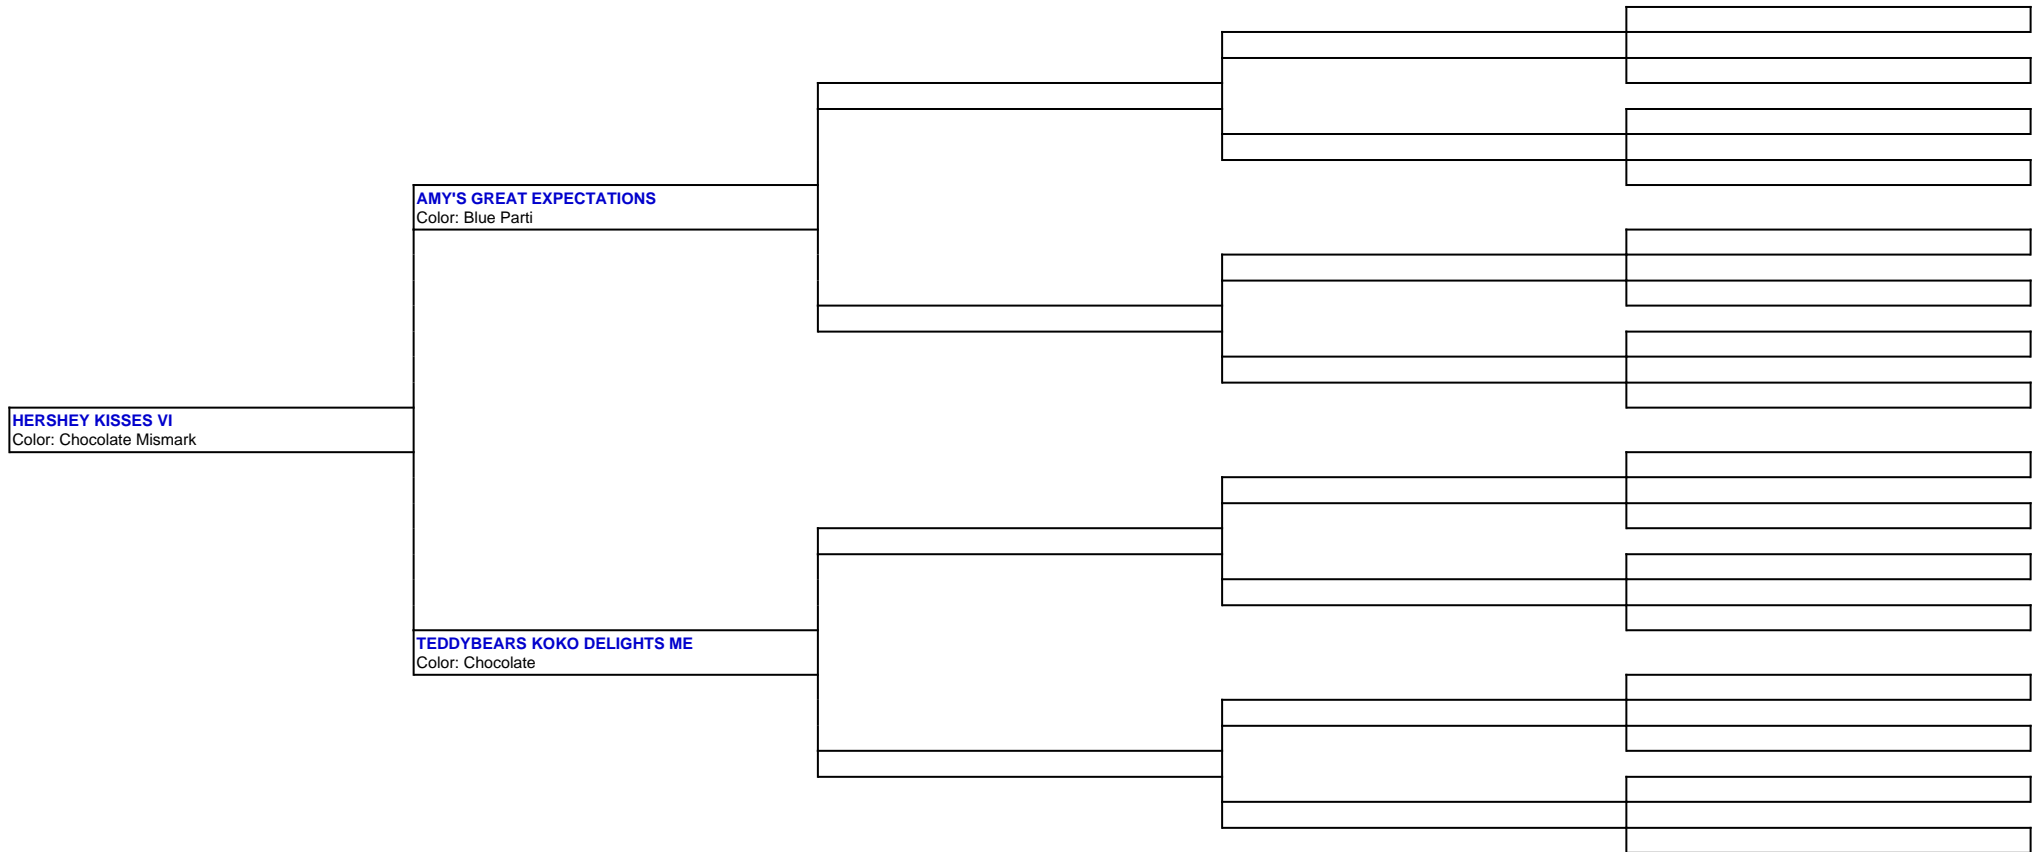 AMY'S GREAT EXPECTATIONS
Color: Blue Parti
HERSHEY KISSES VI
Color: Chocolate Mismark
TEDDYBEARS KOKO DELIGHTS ME
Color: Chocolate